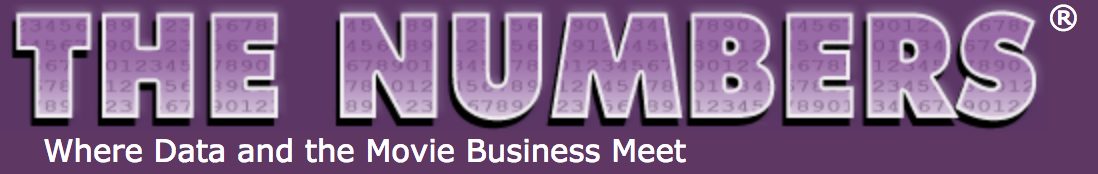 THE NUMBERS®
Where Data and the Movie Business Meet